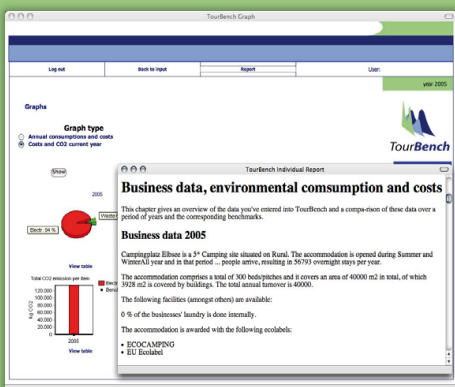 TourBench Graph
Log out
Back to input
Report
User:
year 2005
Graphs
TourBench
Graph type
Annual consumptions and costs
Costs and CO2 current year
Show
2005
Waste
Electr. 94 %
View table
Total CO2 emission per item
kg CO2
120.000
100.000
80.000
60.000
40.000
20.000
0
2005
View table
TourBench Individual Report
Business data, environmental comsumption and costs
This chapter gives an overview of the data you've entered into TourBench and a compa-rison of these data over a
period of years and the corresponding benchmarks.
Business data 2005
Campingplatz Elbsee is a 5* Camping site situated on Rural. The accommodation is opened during Summer and
WinterAll year and in that period ... people arrive, resulting in 56793 overnight stays per year.
The accommodation comprises a total of 300 beds/pitches and it covers an area of 40000 m2 in total, of which
3928 m2 is covered by buildings. The total annual turnover is 40000.
The following facilities (amongst others) are available:
0 % of the businesses' laundry is done internally.
The accommodation is awarded with the following ecolabels:
• ECOCAMPING
• EU Ecolabel